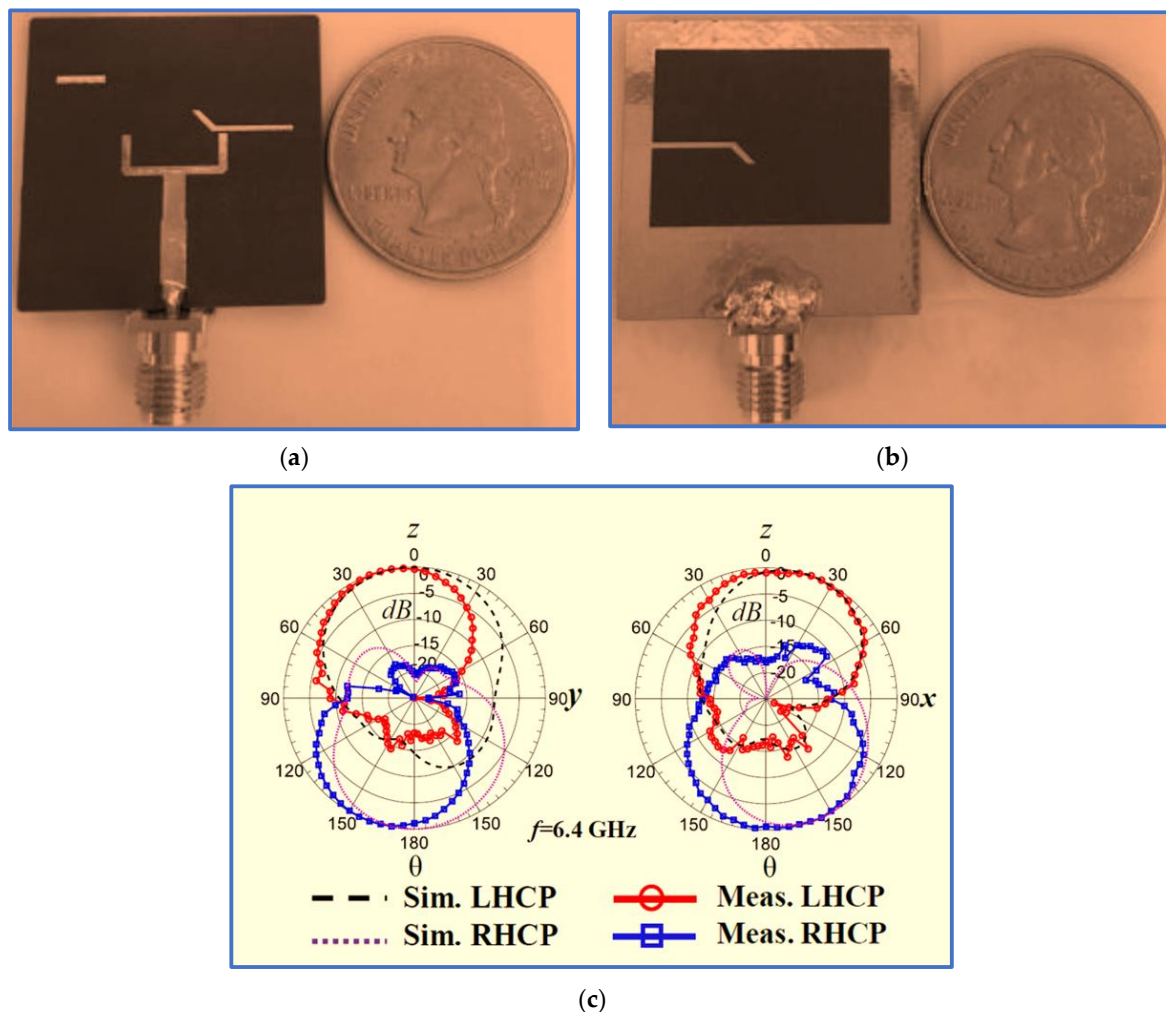 (a)
(b)
z z
0 0
30 30 30 30
0 0
-5 -5
dB -10 dB -10
60 60 60 60
-15 -15
-20 -20
90 90 y 90 90 x
120 120 120 120
150 150 150 150
f=6.4 GHz
180 180
θ θ
Sim. LHCP Meas. LHCP
Sim. RHCP Meas. RHCP
(c)